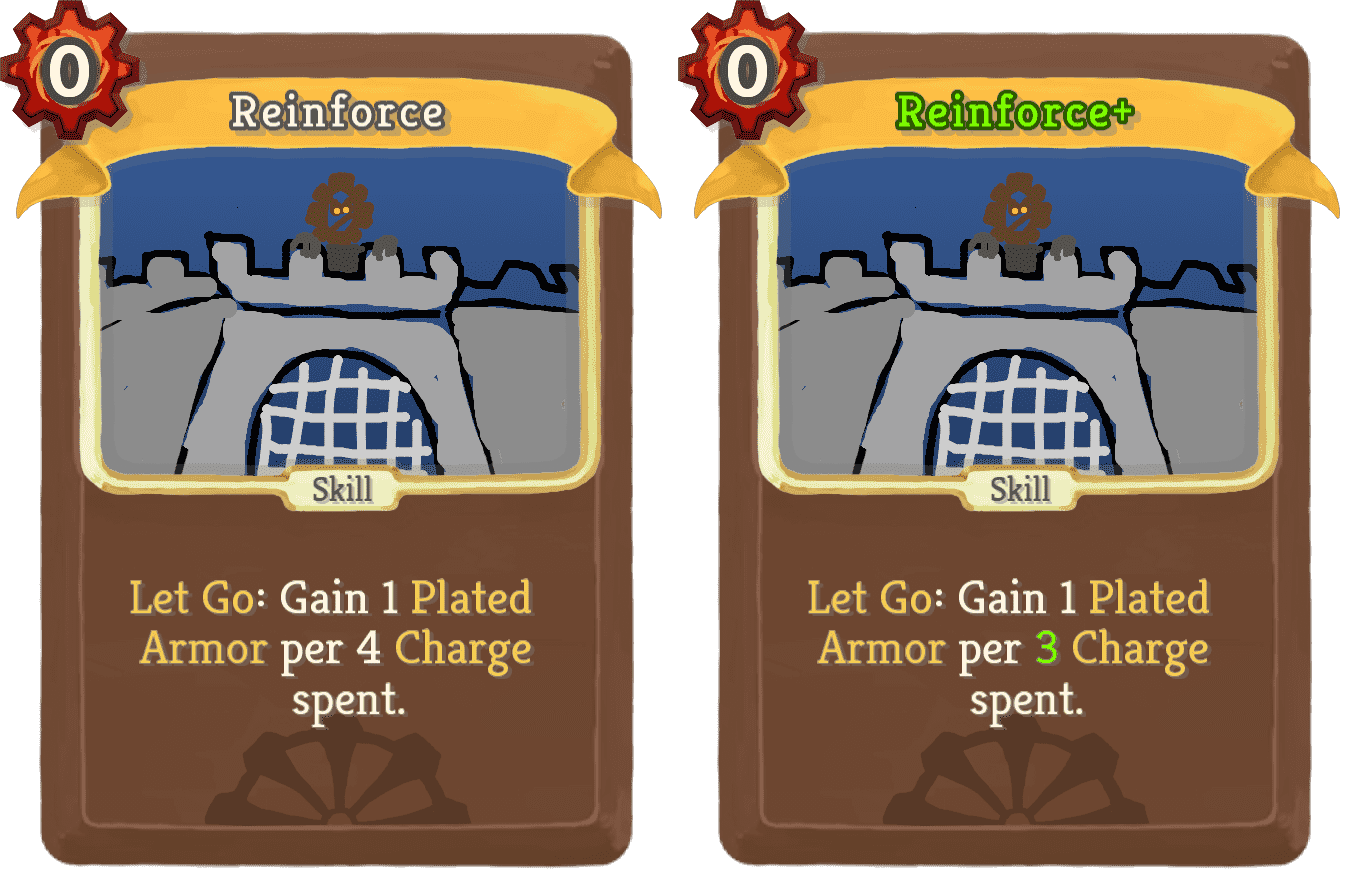 0
Reinforce
Skill
Let Go: Gain 1 Plated
Armor per 4 Charge
spent.
0
Reinforce+
Skill
Let Go: Gain 1 Plated
Armor per 3 Charge
spent.